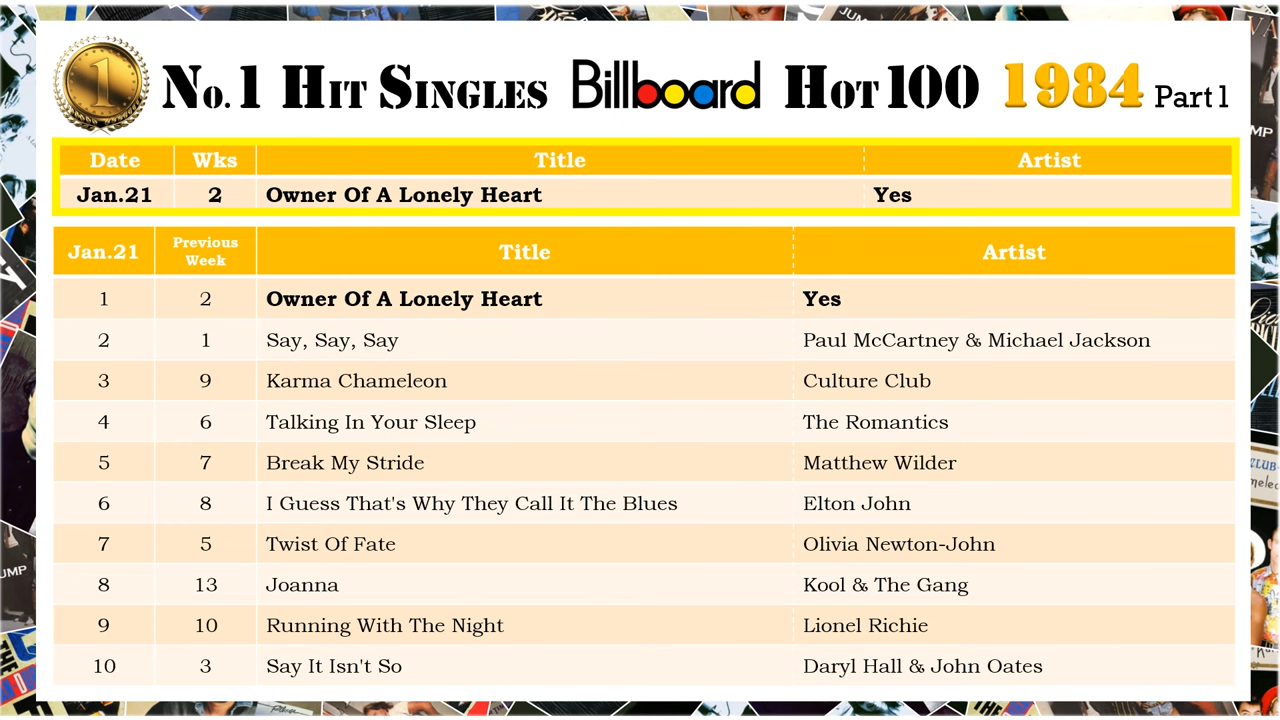 1 No. 1 Hit Singles Billboard Hot 100 1984 Part 1
Date Wks Title Artist
Jan.21 2 Owner Of A Lonely Heart Yes
Jan.21 Previous Week Title Artist
1 2 Owner Of A Lonely Heart Yes
2 1 Say, Say, Say Paul McCartney & Michael Jackson
3 9 Karma Chameleon Culture Club
4 6 Talking In Your Sleep The Romantics
5 7 Break My Stride Matthew Wilder
6 8 I Guess That's Why They Call It The Blues Elton John
7 5 Twist Of Fate Olivia Newton-John
8 13 Joanna Kool & The Gang
9 10 Running With The Night Lionel Richie
10 3 Say It Isn't So Daryl Hall & John Oates